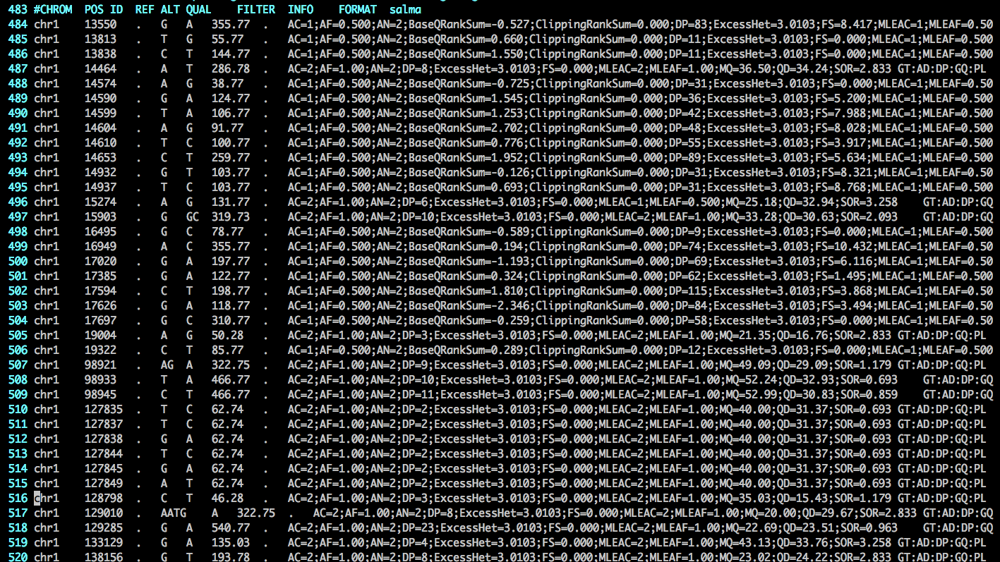 483 #CHROM POS ID REF ALT QUAL FILTER INFO FORMAT salma
484 chr1 13550 . G A 355.77 . AC=1;AF=0.500;AN=2;BaseQRankSum=-0.527;ClippingRankSum=0.000;DP=83;ExcessHet=3.0103;FS=8.417;MLEAC=1;MLEAF=0.50
485 chr1 13813 . T G 55.77 . AC=1;AF=0.500;AN=2;BaseQRankSum=0.660;ClippingRankSum=0.000;DP=11;ExcessHet=3.0103;FS=0.000;MLEAC=1;MLEAF=0.500
486 chr1 13838 . C T 144.77 . AC=1;AF=0.500;AN=2;BaseQRankSum=1.550;ClippingRankSum=0.000;DP=11;ExcessHet=3.0103;FS=0.000;MLEAC=1;MLEAF=0.500
487 chr1 14464 . A T 286.78 . AC=2;AF=1.00;AN=2;DP=8;ExcessHet=3.0103;FS=0.000;MLEAC=2;MLEAF=1.00;MQ=36.50;QD=34.24;SOR=2.833 GT:AD:DP:GQ:PL
488 chr1 14574 . A G 38.77 . AC=1;AF=0.500;AN=2;BaseQRankSum=-0.725;ClippingRankSum=0.000;DP=31;ExcessHet=3.0103;FS=0.000;MLEAC=1;MLEAF=0.50
489 chr1 14590 . G A 124.77 . AC=1;AF=0.500;AN=2;BaseQRankSum=1.545;ClippingRankSum=0.000;DP=36;ExcessHet=3.0103;FS=5.200;MLEAC=1;MLEAF=0.500
490 chr1 14599 . T A 106.77 . AC=1;AF=0.500;AN=2;BaseQRankSum=1.253;ClippingRankSum=0.000;DP=42;ExcessHet=3.0103;FS=7.988;MLEAC=1;MLEAF=0.500
491 chr1 14604 . A G 91.77 . AC=1;AF=0.500;AN=2;BaseQRankSum=2.702;ClippingRankSum=0.000;DP=48;ExcessHet=3.0103;FS=8.028;MLEAC=1;MLEAF=0.500
492 chr1 14610 . T C 100.77 . AC=1;AF=0.500;AN=2;BaseQRankSum=0.776;ClippingRankSum=0.000;DP=55;ExcessHet=3.0103;FS=3.917;MLEAC=1;MLEAF=0.500
493 chr1 14653 . C T 259.77 . AC=1;AF=0.500;AN=2;BaseQRankSum=1.952;ClippingRankSum=0.000;DP=89;ExcessHet=3.0103;FS=5.634;MLEAC=1;MLEAF=0.500
494 chr1 14932 . G T 103.77 . AC=1;AF=0.500;AN=2;BaseQRankSum=-0.126;ClippingRankSum=0.000;DP=31;ExcessHet=3.0103;FS=8.321;MLEAC=1;MLEAF=0.50
495 chr1 14937 . T C 103.77 . AC=1;AF=0.500;AN=2;BaseQRankSum=0.693;ClippingRankSum=0.000;DP=31;ExcessHet=3.0103;FS=8.768;MLEAC=1;MLEAF=0.500
496 chr1 15274 . A G 131.77 . AC=2;AF=1.00;AN=2;DP=6;ExcessHet=3.0103;FS=0.000;MLEAC=1;MLEAF=0.500;MQ=25.18;QD=32.94;SOR=3.258 GT:AD:DP:GQ
497 chr1 15903 . G GC 319.73 . AC=2;AF=1.00;AN=2;DP=10;ExcessHet=3.0103;FS=0.000;MLEAC=2;MLEAF=1.00;MQ=33.28;QD=30.63;SOR=2.093 GT:AD:DP:GQ
498 chr1 16495 . G C 78.77 . AC=1;AF=0.500;AN=2;BaseQRankSum=-0.589;ClippingRankSum=0.000;DP=9;ExcessHet=3.0103;FS=0.000;MLEAC=1;MLEAF=0.500
499 chr1 16949 . A C 355.77 . AC=1;AF=0.500;AN=2;BaseQRankSum=0.194;ClippingRankSum=0.000;DP=74;ExcessHet=3.0103;FS=10.432;MLEAC=1;MLEAF=0.50
500 chr1 17020 . G A 197.77 . AC=1;AF=0.500;AN=2;BaseQRankSum=-1.193;ClippingRankSum=0.000;DP=69;ExcessHet=3.0103;FS=6.116;MLEAC=1;MLEAF=0.50
501 chr1 17385 . G A 122.77 . AC=1;AF=0.500;AN=2;BaseQRankSum=0.324;ClippingRankSum=0.000;DP=62;ExcessHet=3.0103;FS=1.495;MLEAC=1;MLEAF=0.500
502 chr1 17594 . C T 198.77 . AC=1;AF=0.500;AN=2;BaseQRankSum=1.810;ClippingRankSum=0.000;DP=115;ExcessHet=3.0103;FS=3.868;MLEAC=1;MLEAF=0.50
503 chr1 17626 . G A 118.77 . AC=1;AF=0.500;AN=2;BaseQRankSum=-2.346;ClippingRankSum=0.000;DP=84;ExcessHet=3.0103;FS=3.494;MLEAC=1;MLEAF=0.50
504 chr1 17697 . G C 310.77 . AC=1;AF=0.500;AN=2;BaseQRankSum=-0.259;ClippingRankSum=0.000;DP=58;ExcessHet=3.0103;FS=0.000;MLEAC=1;MLEAF=0.50
505 chr1 19004 . A G 50.28 . AC=2;AF=1.00;AN=2;DP=3;ExcessHet=3.0103;FS=0.000;MLEAC=2;MLEAF=1.00;MQ=21.35;QD=16.76;SOR=2.833 GT:AD:DP:GQ:PL
506 chr1 19322 . C T 85.77 . AC=1;AF=0.500;AN=2;BaseQRankSum=0.289;ClippingRankSum=0.000;DP=12;ExcessHet=3.0103;FS=0.000;MLEAC=1;MLEAF=0.500
507 chr1 98921 . AG A 322.75 . AC=2;AF=1.00;AN=2;DP=9;ExcessHet=3.0103;FS=0.000;MLEAC=2;MLEAF=1.00;MQ=49.09;QD=29.09;SOR=1.179 GT:AD:DP:GQ:PL
508 chr1 98933 . T A 466.77 . AC=2;AF=1.00;AN=2;DP=10;ExcessHet=3.0103;FS=0.000;MLEAC=2;MLEAF=1.00;MQ=52.24;QD=32.93;SOR=0.693 GT:AD:DP:GQ
509 chr1 98945 . C T 466.77 . AC=2;AF=1.00;AN=2;DP=11;ExcessHet=3.0103;FS=0.000;MLEAC=2;MLEAF=1.00;MQ=52.99;QD=30.83;SOR=0.859 GT:AD:DP:GQ
510 chr1 127835 . T C 62.74 . AC=2;AF=1.00;AN=2;DP=2;ExcessHet=3.0103;FS=0.000;MLEAC=2;MLEAF=1.00;MQ=40.00;QD=31.37;SOR=0.693 GT:AD:DP:GQ:PL
511 chr1 127837 . T C 62.74 . AC=2;AF=1.00;AN=2;DP=2;ExcessHet=3.0103;FS=0.000;MLEAC=2;MLEAF=1.00;MQ=40.00;QD=31.37;SOR=0.693 GT:AD:DP:GQ:PL
512 chr1 127838 . G A 62.74 . AC=2;AF=1.00;AN=2;DP=2;ExcessHet=3.0103;FS=0.000;MLEAC=2;MLEAF=1.00;MQ=40.00;QD=31.37;SOR=0.693 GT:AD:DP:GQ:PL
513 chr1 127844 . T C 62.74 . AC=2;AF=1.00;AN=2;DP=2;ExcessHet=3.0103;FS=0.000;MLEAC=2;MLEAF=1.00;MQ=40.00;QD=31.37;SOR=0.693 GT:AD:DP:GQ:PL
514 chr1 127845 . G A 62.74 . AC=2;AF=1.00;AN=2;DP=2;ExcessHet=3.0103;FS=0.000;MLEAC=2;MLEAF=1.00;MQ=40.00;QD=31.37;SOR=0.693 GT:AD:DP:GQ:PL
515 chr1 127849 . A T 62.74 . AC=2;AF=1.00;AN=2;DP=2;ExcessHet=3.0103;FS=0.000;MLEAC=2;MLEAF=1.00;MQ=40.00;QD=31.37;SOR=0.693 GT:AD:DP:GQ:PL
516 chr1 128798 . C T 46.28 . AC=2;AF=1.00;AN=2;DP=3;ExcessHet=3.0103;FS=0.000;MLEAC=2;MLEAF=1.00;MQ=35.03;QD=15.43;SOR=1.179 GT:AD:DP:GQ:PL
517 chr1 129010 . AATG A 322.75 . AC=2;AF=1.00;AN=2;DP=8;ExcessHet=3.0103;FS=0.000;MLEAC=2;MLEAF=1.00;MQ=20.00;QD=29.67;SOR=2.833 GT:AD:DP:GQ
518 chr1 129285 . G A 540.77 . AC=2;AF=1.00;AN=2;DP=23;ExcessHet=3.0103;FS=0.000;MLEAC=2;MLEAF=1.00;MQ=22.69;QD=23.51;SOR=0.963 GT:AD:DP:GQ
519 chr1 133129 . G A 135.03 . AC=2;AF=1.00;AN=2;DP=4;ExcessHet=3.0103;FS=0.000;MLEAC=2;MLEAF=1.00;MQ=43.13;QD=33.76;SOR=3.258 GT:AD:DP:GQ:PL
520 chr1 138156 . G T 193.78 . AC=2;AF=1.00;AN=2;DP=8;ExcessHet=3.0103;FS=0.000;MLEAC=2;MLEAF=1.00;MQ=23.02;QD=24.22;SOR=2.833 GT:AD:DP:GQ:PL